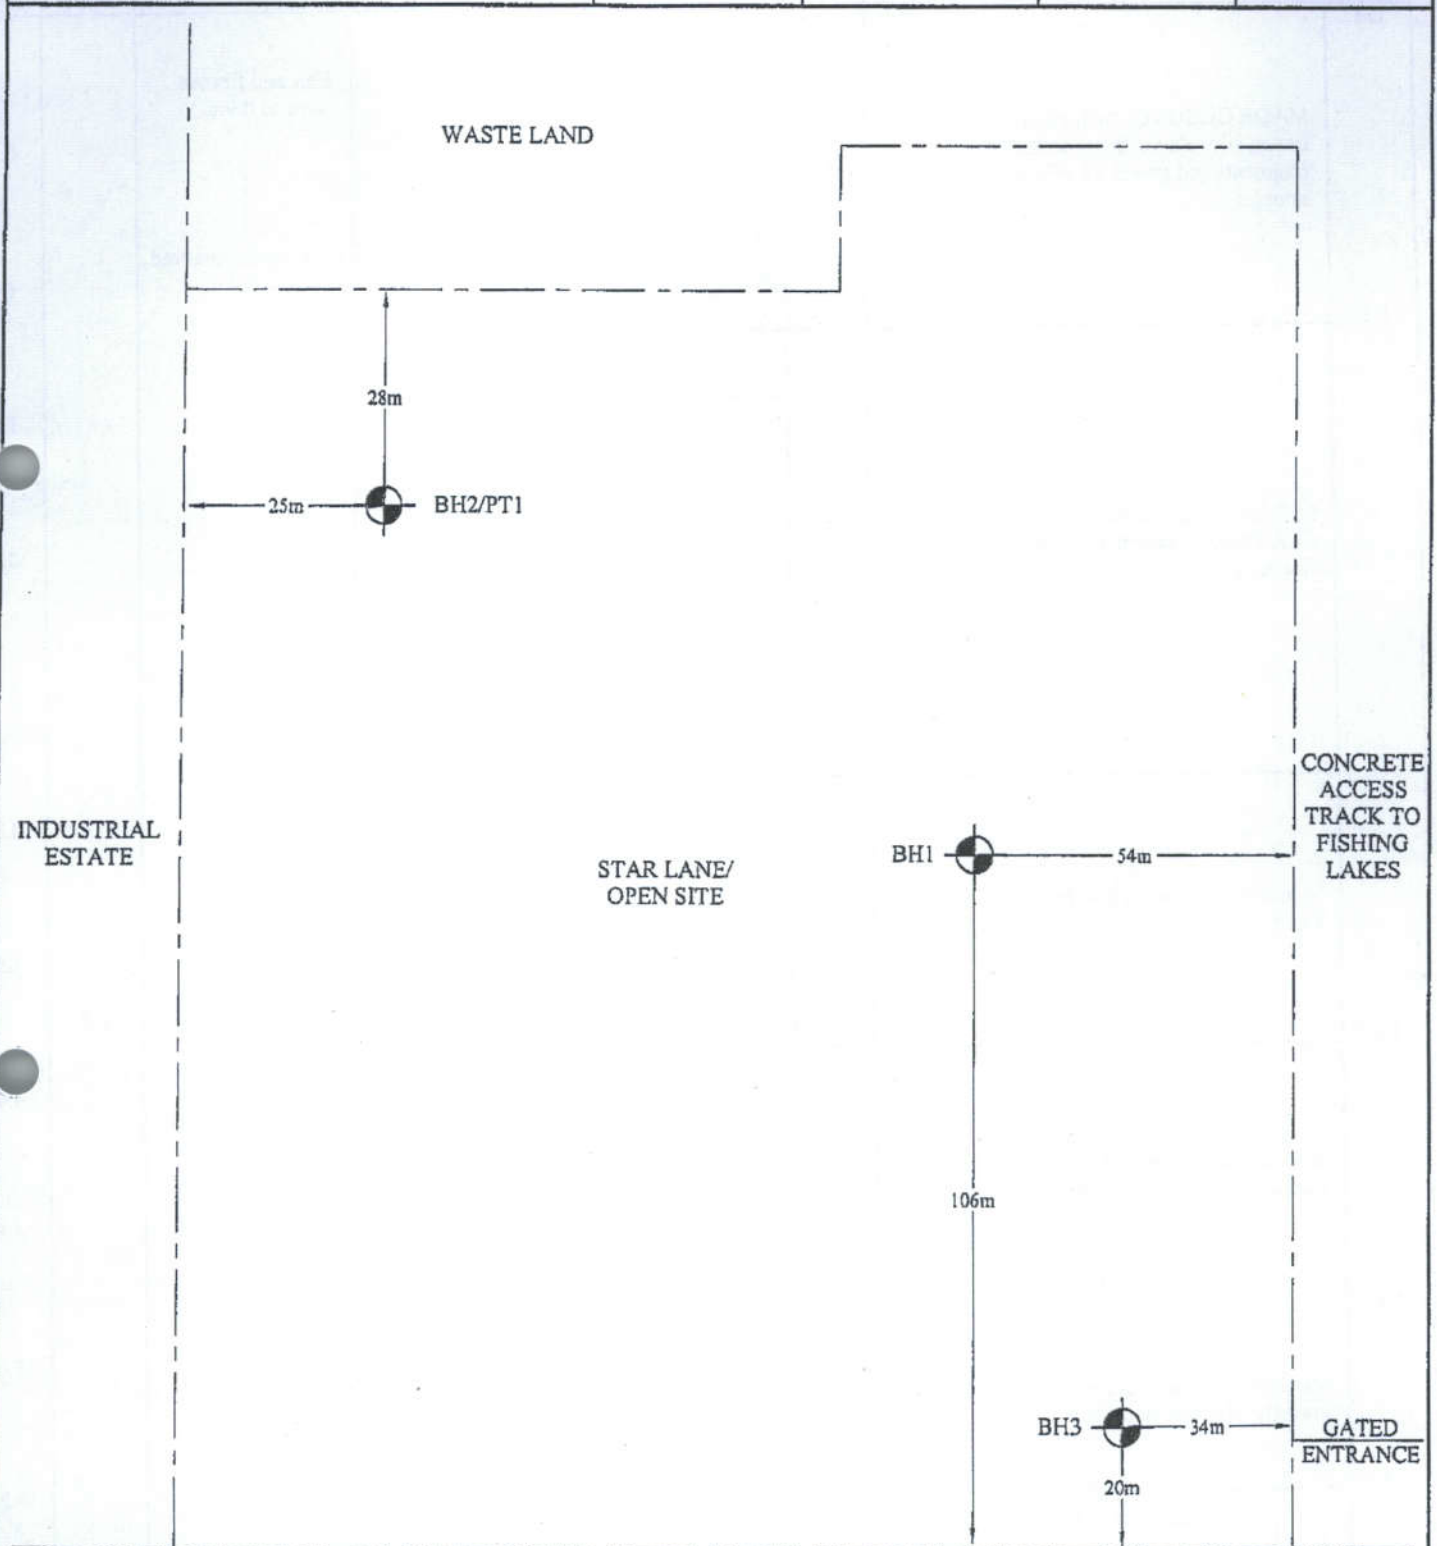 WASTE LAND
28m
25m
BH2/PT1
INDUSTRIAL
ESTATE
STAR LANE/
OPEN SITE
BH1
54m
CONCRETE
ACCESS
TRACK TO
FISHING
LAKES
106m
BH3
34m
GATED
ENTRANCE
20m